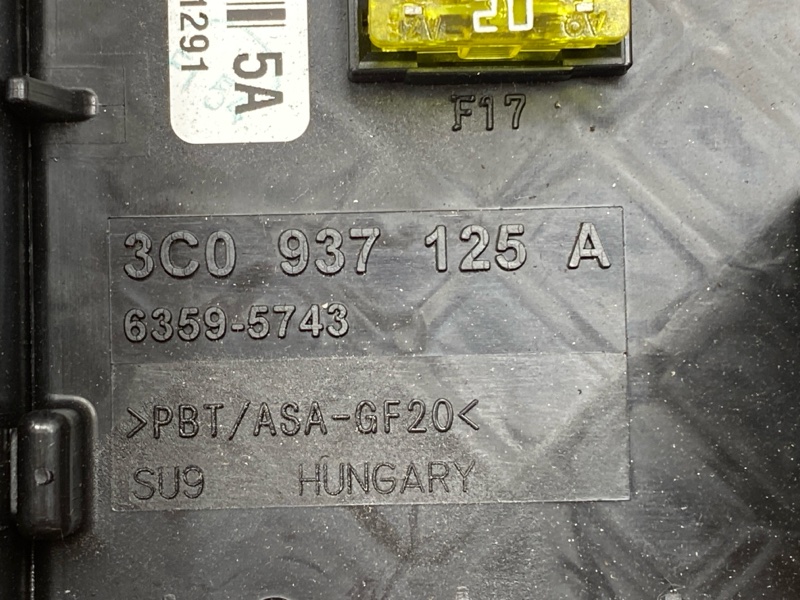 1291
5A
20
F17
3C0 937 125 A
6359-5743
>PBT/ASA-GF20<
SU9 HUNGARY